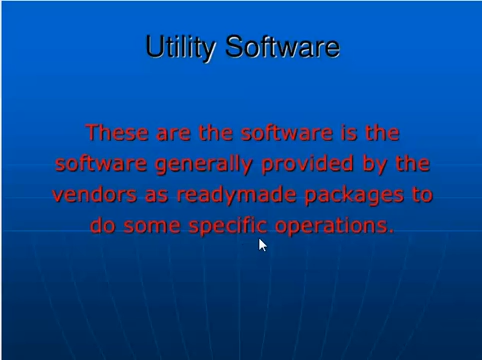 Utility Software
These are the software is the
software generally provided by the
vendors as readymade packages to
do some specific operations.